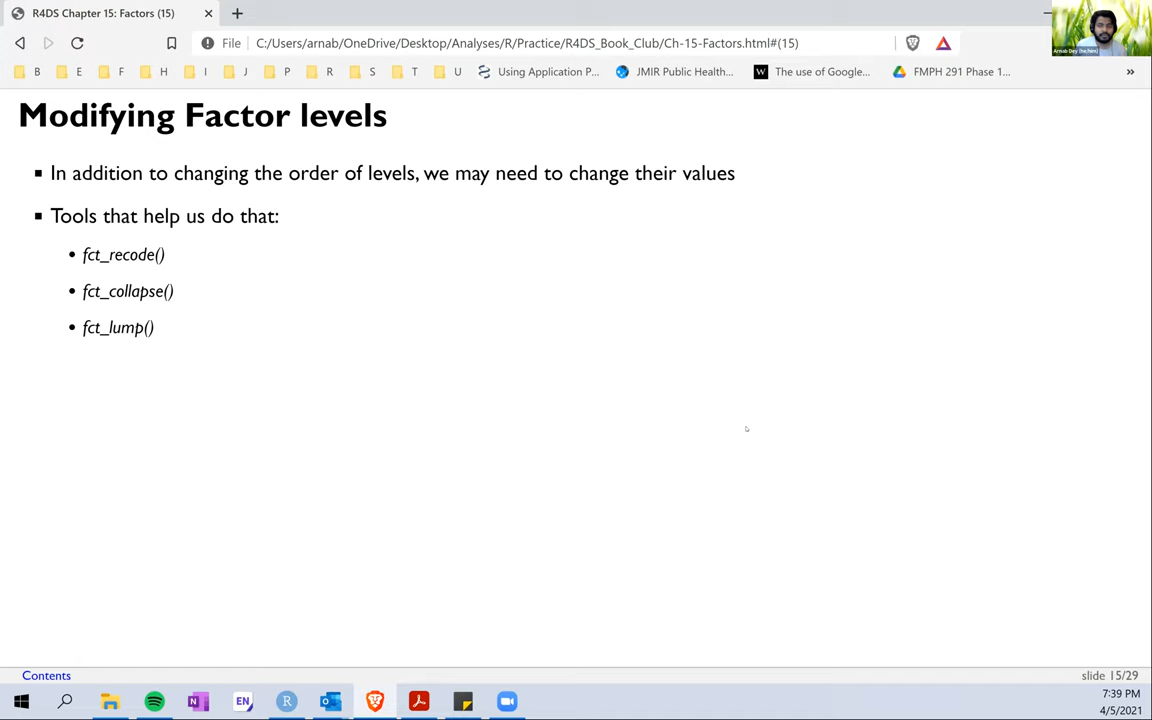 R4DS Chapter 15: Factors (15)
File C:/Users/arnab/OneDrive/Desktop/Analyses/R/Practice/R4DS_Book_Club/Ch-15-Factors.html#(15)
B E F H I J P R S T U Using Application P... JMIR Public Health... W The use of Google... FMPH 291 Phase 1... »
Modifying Factor levels
▪ In addition to changing the order of levels, we may need to change their values
▪ Tools that help us do that:
• fct_recode()
• fct_collapse()
• fct_lump()
Contents
slide 15/29
N EN R
7:39 PM
4/5/2021